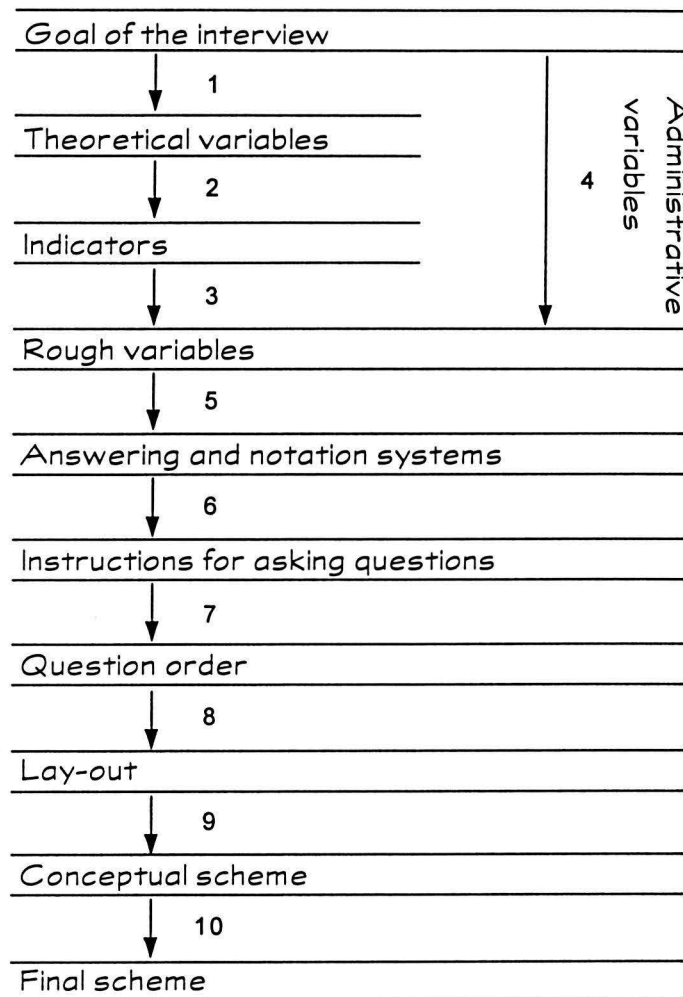 Goal of the interview
1
Theoretical variables
2
Indicators
3
4
Administrative
variables
Rough variables
5
Answering and notation systems
6
Instructions for asking questions
7
Question order
8
Lay-out
9
Conceptual scheme
10
Final scheme